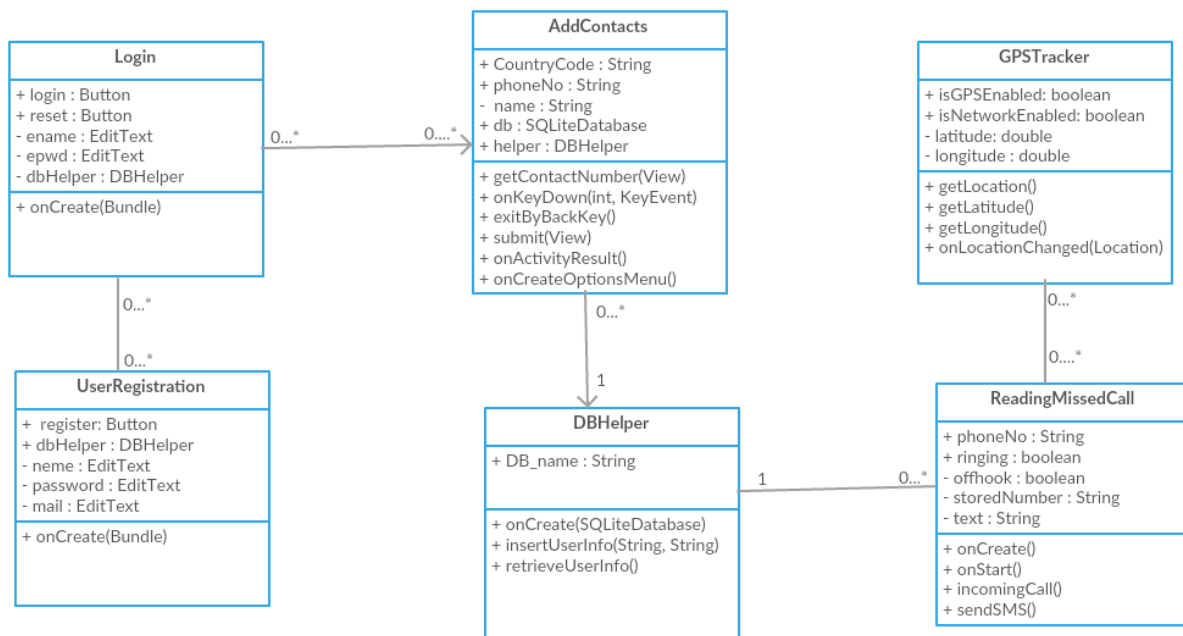 Login
+ login : Button
+ reset : Button
- ename : EditText
- epwd : EditText
- dbHelper : DBHelper
+ onCreate(Bundle)
0...*
0....*
AddContacts
+ CountryCode : String
+ phoneNo : String
- name : String
+ db : SQLiteDatabase
+ helper : DBHelper
+ getContactNumber(View)
+ onKeyDown(int, KeyEvent)
+ exitByBackKey()
+ submit(View)
+ onActivityResult()
+ onCreateOptionsMenu()
GPSTracker
+ isGPSEnabled: boolean
+ isNetworkEnabled: boolean
- latitude: double
- longitude : double
+ getLocation()
+ getLatitude()
+ getLongitude()
+ onLocationChanged(Location)
0...*
0...*
0...*
1
0...*
0....*
UserRegistration
+ register: Button
+ dbHelper : DBHelper
- neme : EditText
- password : EditText
- mail : EditText
+ onCreate(Bundle)
DBHelper
+ DB_name : String
+ onCreate(SQLiteDatabase)
+ insertUserInfo(String, String)
+ retrieveUserInfo()
1
0...*
ReadingMissedCall
+ phoneNo : String
+ ringing : boolean
- offhook : boolean
- storedNumber : String
- text : String
+ onCreate()
+ onStart()
+ incomingCall()
+ sendSMS()